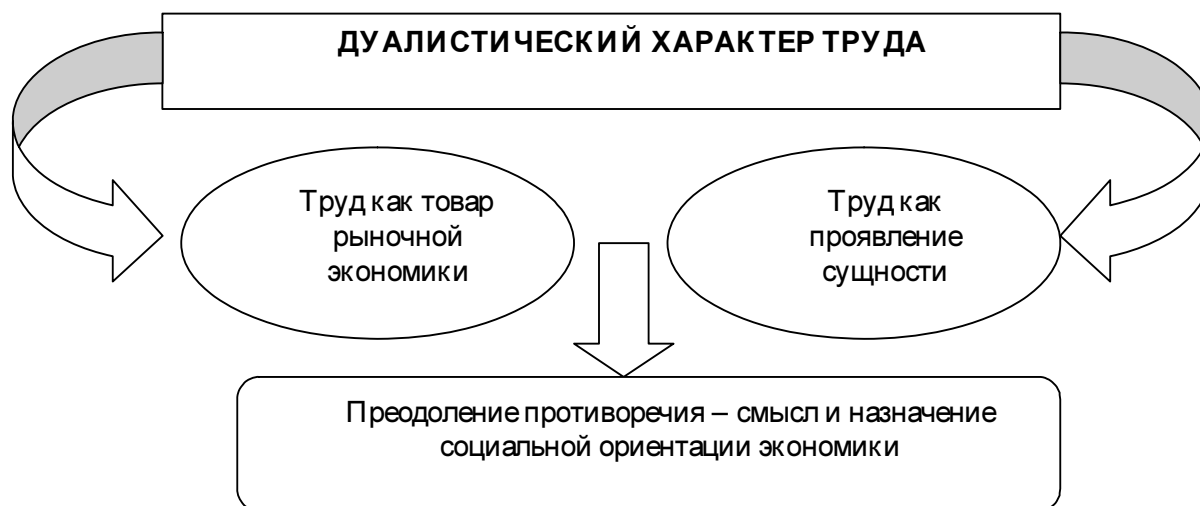 ДУАЛИСТИЧЕСКИЙ ХАРАКТЕР ТРУДА
Труд как товар
рыночной
экономики
Труд как
проявление
сущности
Преодоление противоречия – смысл и назначение
социальной ориентации экономики